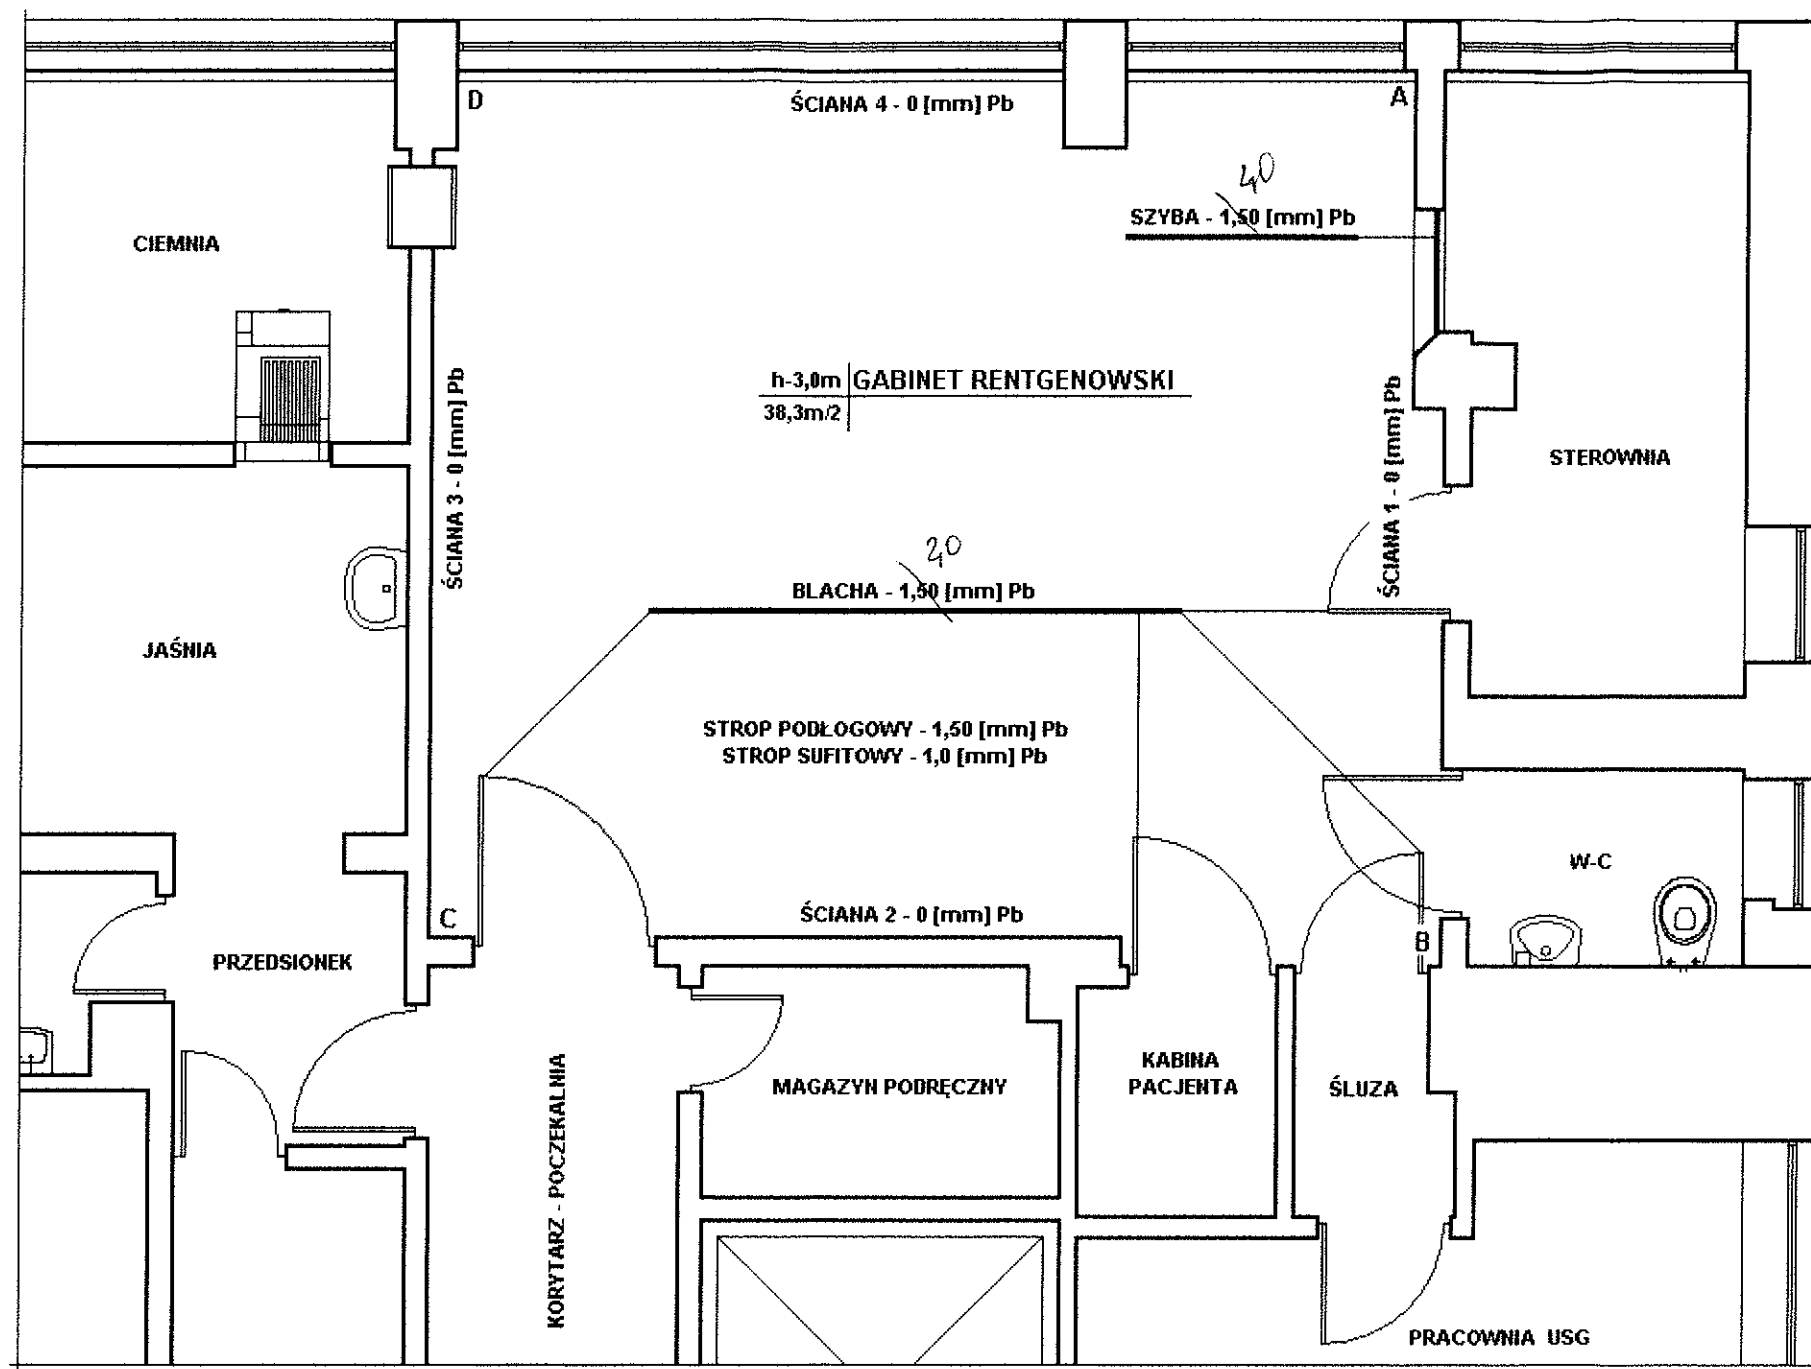 D
ŚCIANA 4 - 0 [mm] Pb
A
SZYBA - 1,50 [mm] Pb
CIEMNIA
h-3,0m GABINET RENTGENOWSKI
38,3m/2
ŚCIANA 3 - 0 [mm] Pb
ŚCIANA 1 - 0 [mm] Pb
STEROWNIA
2,0
BLACHA - 1,50 [mm] Pb
JAŚNIA
STROP PODŁOGOWY - 1,50 [mm] Pb
STROP SUFITOWY - 1,0 [mm] Pb
W-C
C
ŚCIANA 2 - 0 [mm] Pb
B
PRZEDSIONEK
KORYTARZ - POCZEKALNIA
MAGAZYN PODRĘCZNY
KABINA
PACJENTA
ŚLUZA
PRACOWNIA USG